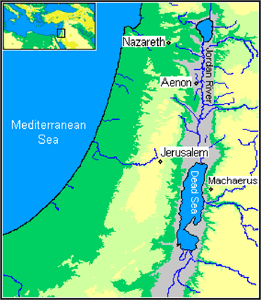 Nazareth
Jordan River
Aenon
Mediterranean
Sea
Jerusalem
Dead Sea
Machaerus